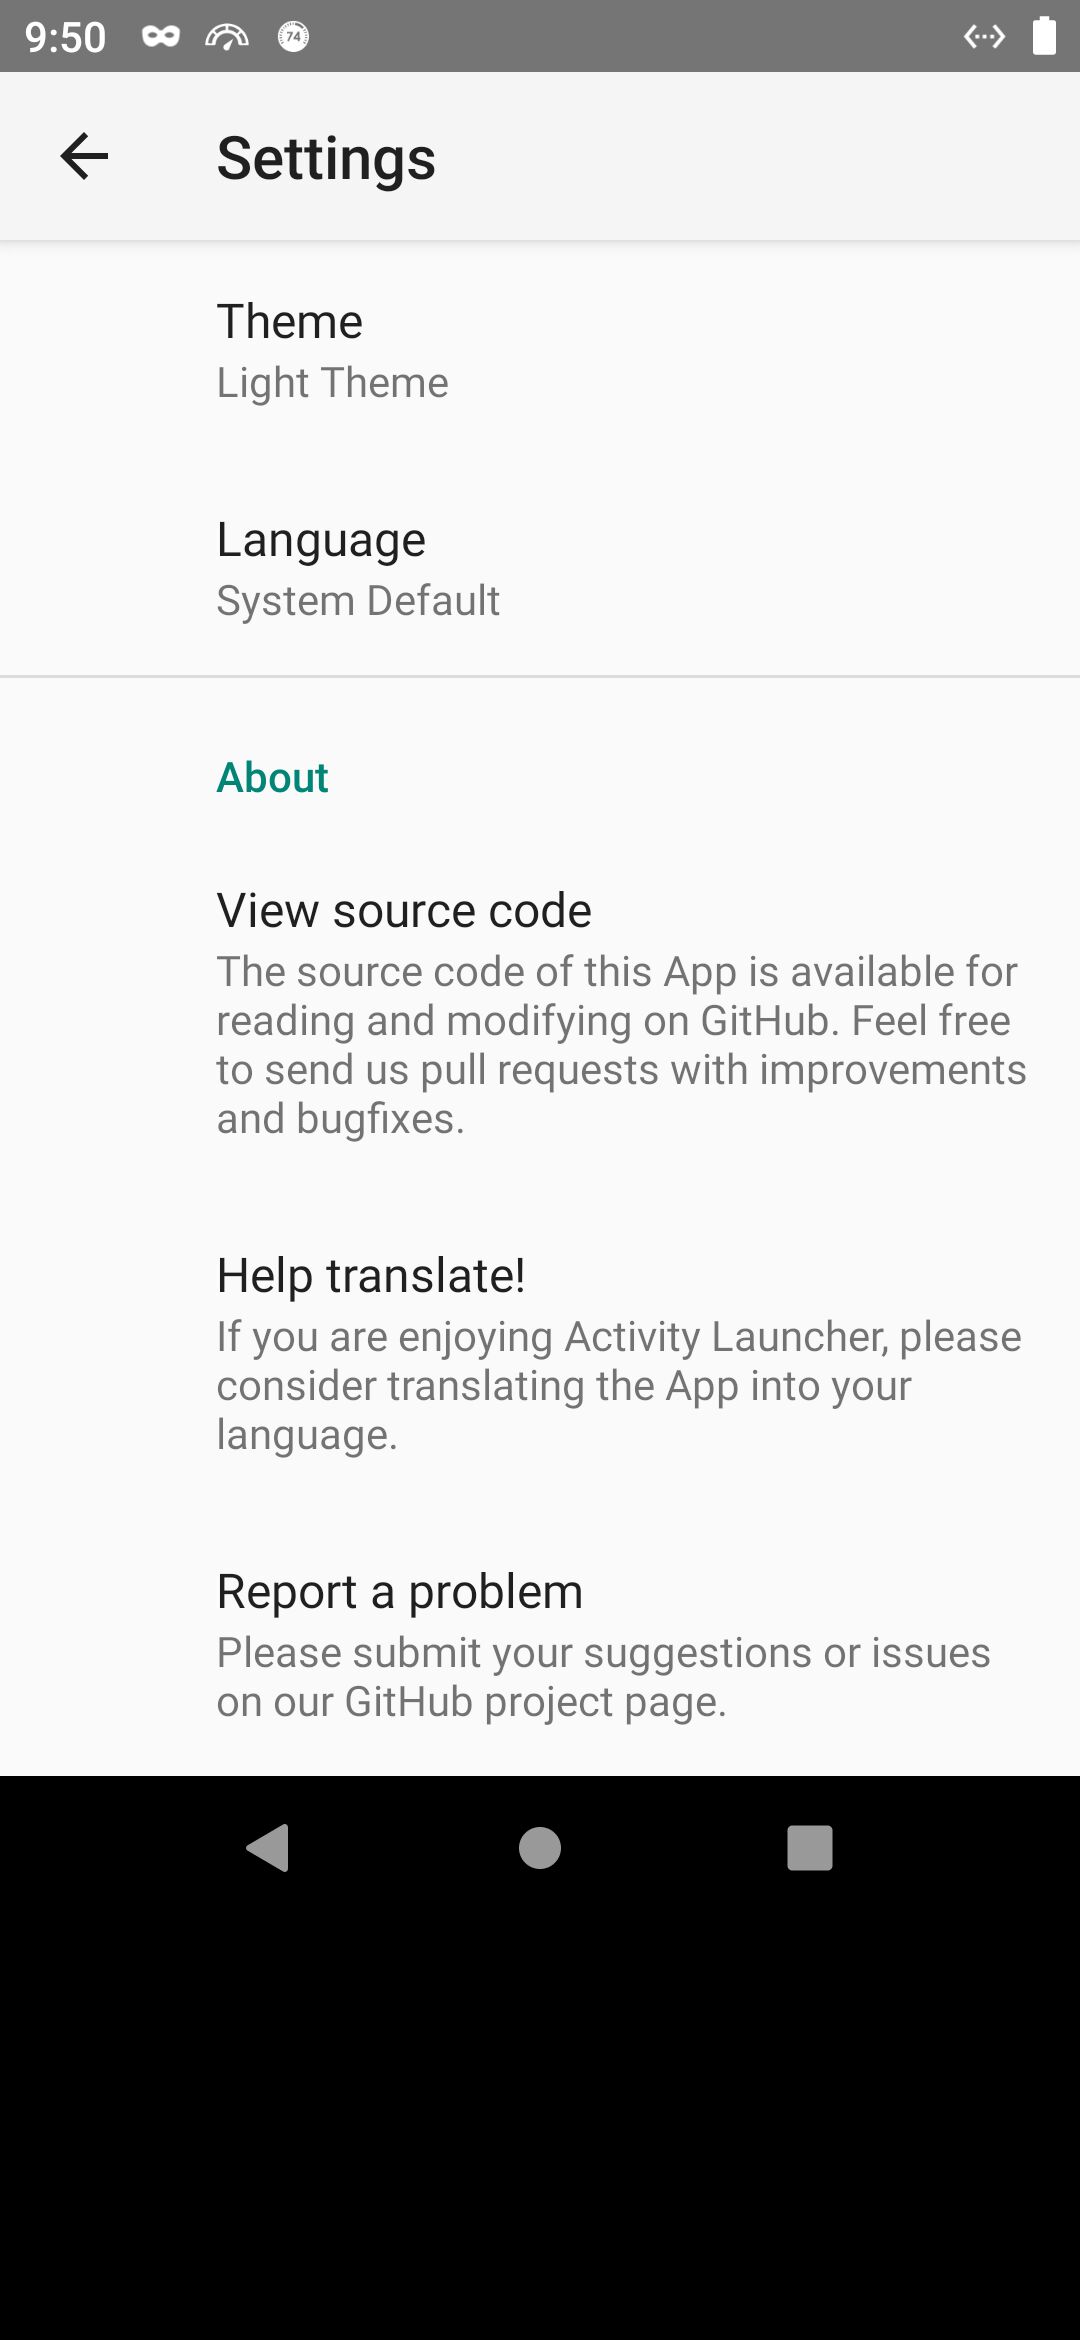 9:50
74
Settings
Theme
Light Theme
Language
System Default
About
View source code
The source code of this App is available for
reading and modifying on GitHub. Feel free
to send us pull requests with improvements
and bugfixes.
Help translate!
If you are enjoying Activity Launcher, please
consider translating the App into your
language.
Report a problem
Please submit your suggestions or issues
on our GitHub project page.